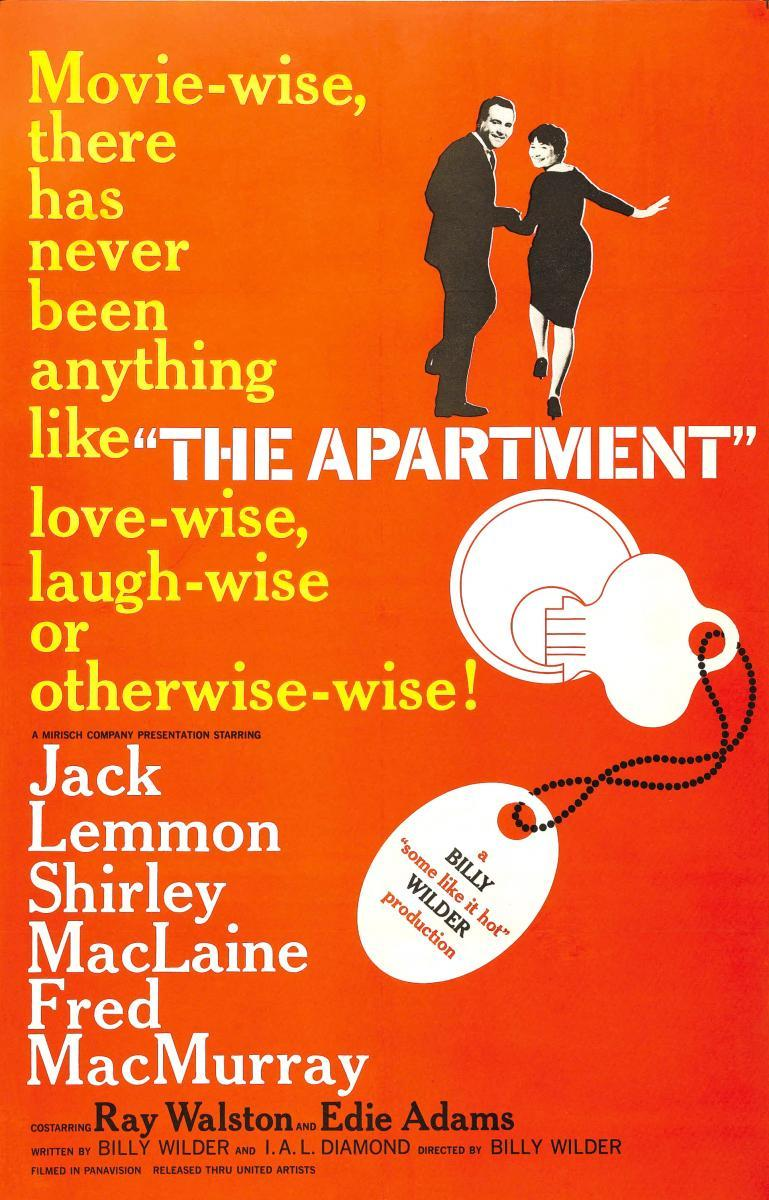 Movie-wise,
there
has
never
been
anything
like “THE APARTMENT”
love-wise,
laugh-wise
or
otherwise-wise!
A MIRISCH COMPANY PRESENTATION STARRING
Jack
Lemmon
Shirley
MacLaine
Fred
MacMurray
a
BILLY
“some like it hot”
WILDER
production
COSTARRING Ray Walston AND Edie Adams
WRITTEN BY BILLY WILDER AND I.A.L. DIAMOND DIRECTED BY BILLY WILDER
FILMED IN PANAVISION RELEASED THRU UNITED ARTISTS